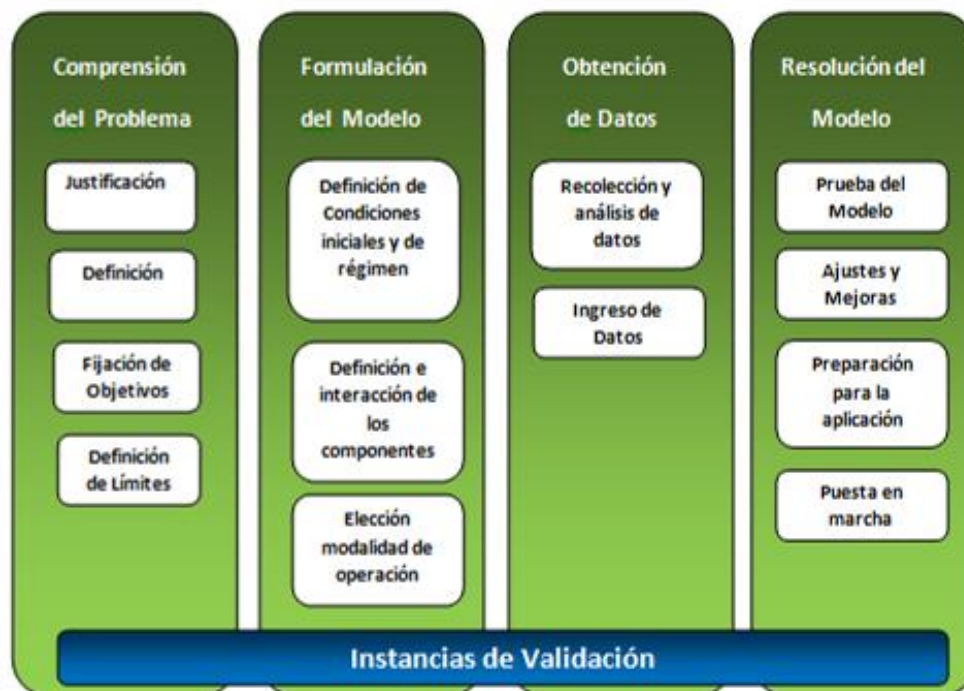 Comprensión
del Problema
Justificación
Definición
Fijación de
Objetivos
Definición
de Límites
Formulación
del Modelo
Definición de
Condiciones
iniciales y de
régimen
Definición e
interacción de
los
componentes
Elección
modalidad de
operación
Obtención
de Datos
Recolección y
análisis de
datos
Ingreso de
Datos
Resolución del
Modelo
Prueba del
Modelo
Ajustes y
Mejoras
Preparación
para la
aplicación
Puesta en
marcha
Instancias de Validación